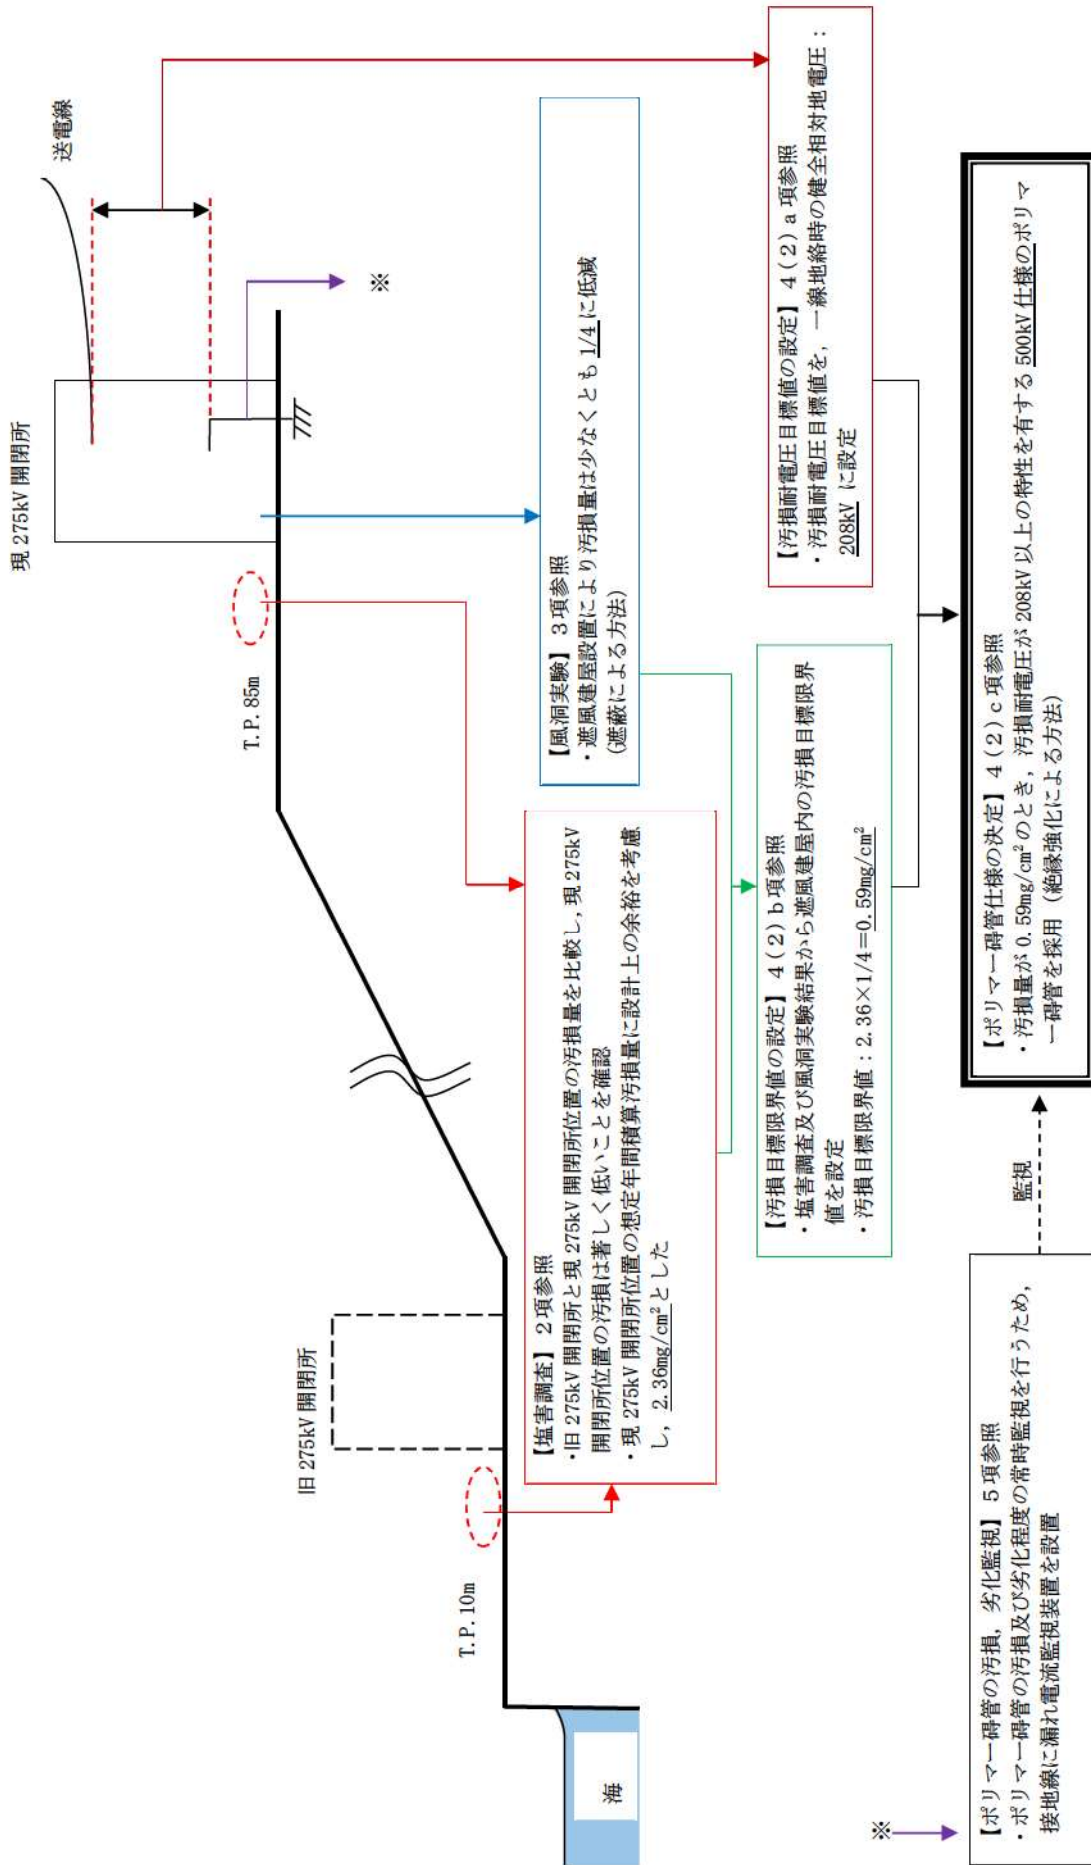 現 275kV 開閉所
送電線
T.P. 85m
※
旧 275kV 開閉所
T.P. 10m
海
【塩害調査】２項参照
・旧 275kV 開閉所と現 275kV 開閉所位置の汚損量を比較し, 現 275kV
開閉所位置の汚損は著しく低いことを確認
・現 275kV 開閉所位置の想定年間積算汚損量に設計上の余裕を考慮
し, 2.36mg/cm²とした
【風洞実験】３項参照
・遮風建屋設置により汚損量は少なくとも 1/4 に低減
(遮蔽による方法)
【汚損目標限界値の設定】４(２)ｂ項参照
・塩害調査及び風洞実験結果から遮風建屋内の汚損目標限界
値を設定
・汚損目標限界値：2.36×1/4=0.59mg/cm²
【汚損耐電圧目標値の設定】４(２)ａ項参照
・汚損耐電圧目標値を, 一線地絡時の健全相対地電圧：
208kV に設定
※
【ポリマー碍管の汚損, 劣化監視】５項参照
・ポリマー碍管の汚損及び劣化程度の常時監視を行うため,
接地線に漏れ電流監視装置を設置
監視
【ポリマー碍管仕様の決定】４(２)ｃ項参照
・汚損量が 0.59mg/cm²のとき, 汚損耐電圧が 208kV 以上の特性を有する 500kV 仕様のポリマ
ー碍管を採用 (絶縁強化による方法)